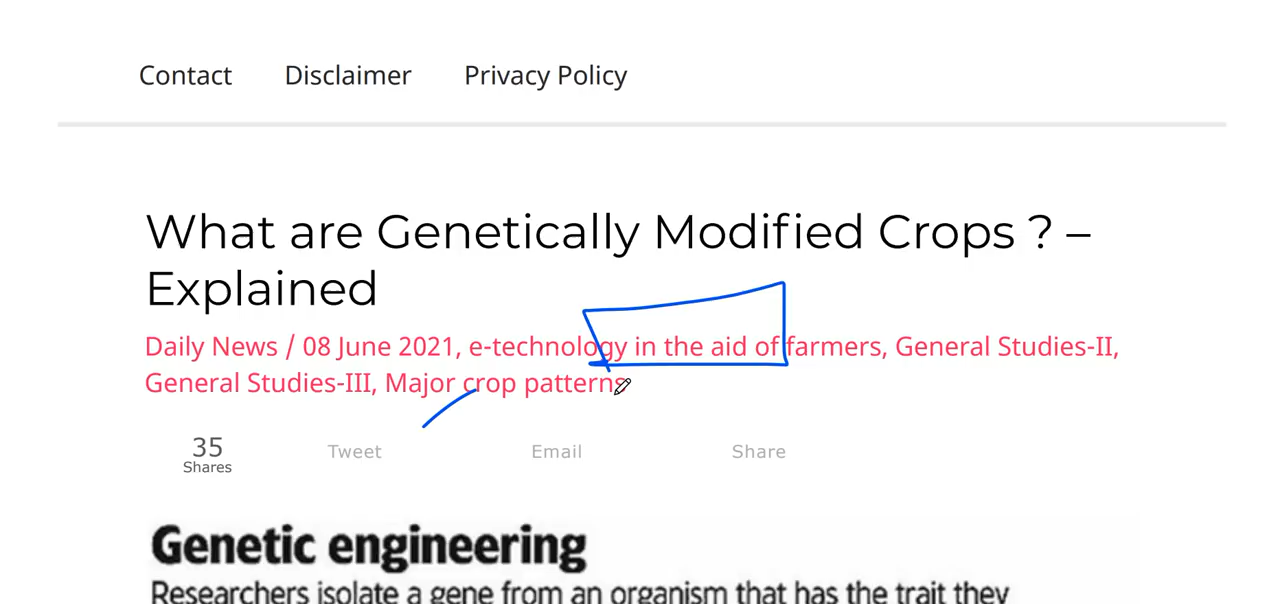 Contact Disclaimer Privacy Policy
What are Genetically Modified Crops ? –
Explained
Daily News / 08 June 2021, e-technology in the aid of farmers, General Studies-II,
General Studies-III, Major crop patterns
35
Shares
Tweet Email Share
Genetic engineering
Researchers isolate a gene from an organism that has the trait they